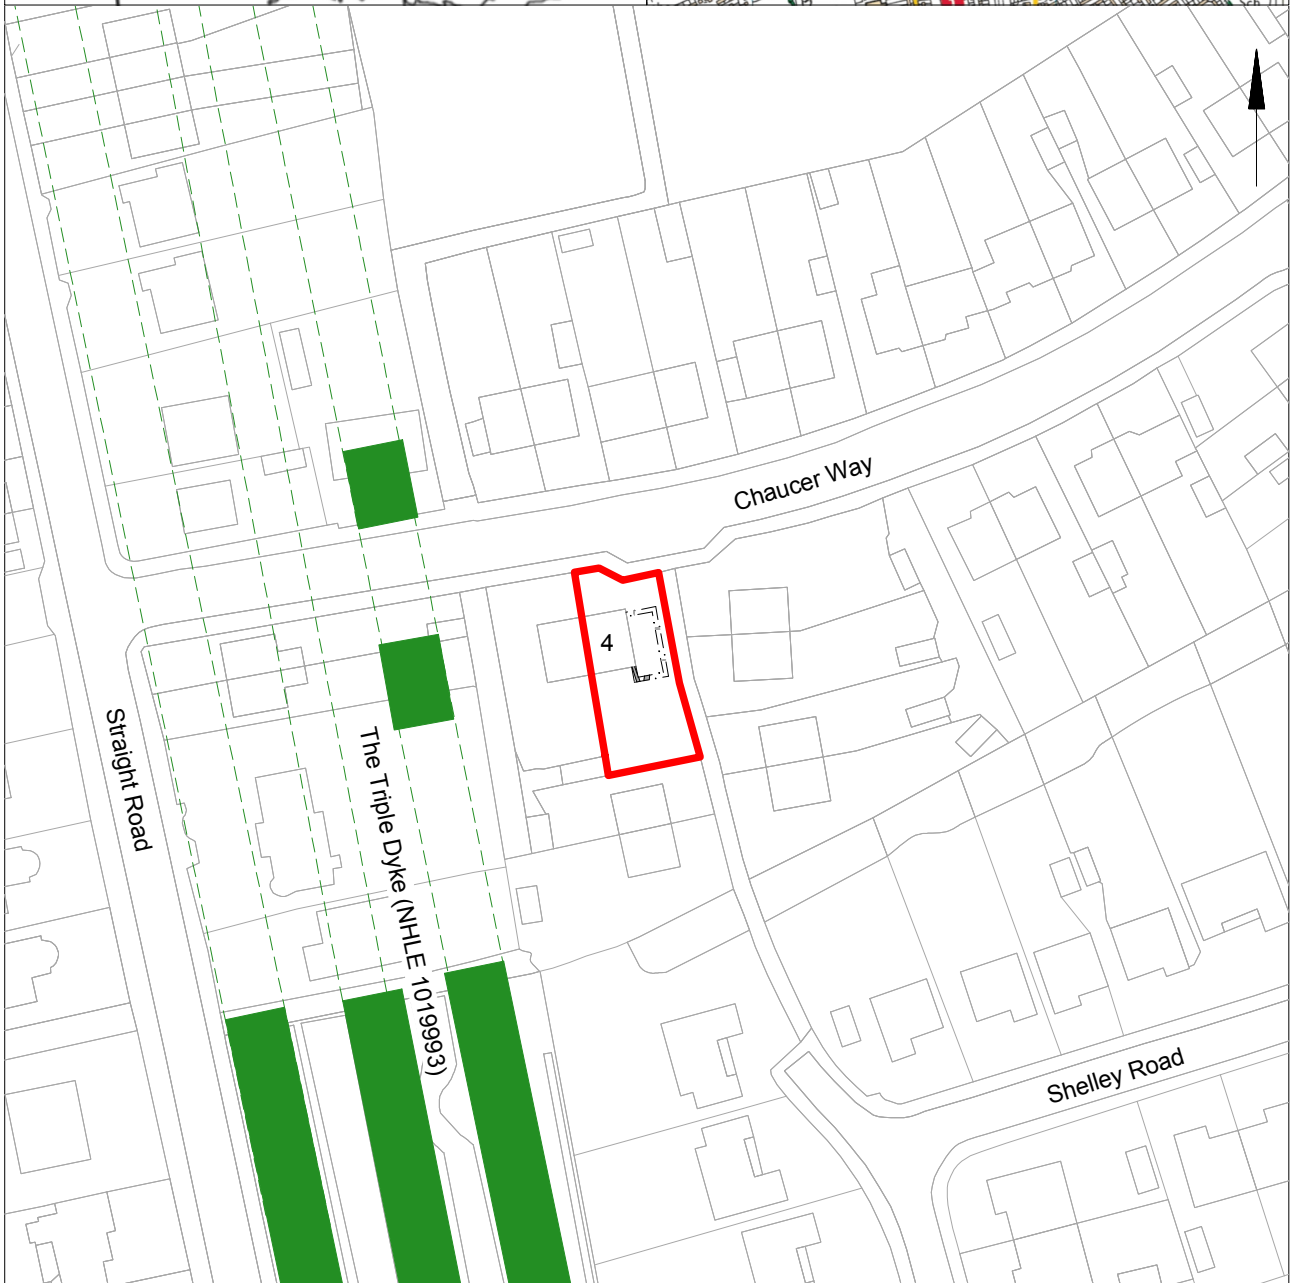 Chaucer Way
4
Straight Road
The Triple Dyke (NHLE 1019993)
Shelley Road